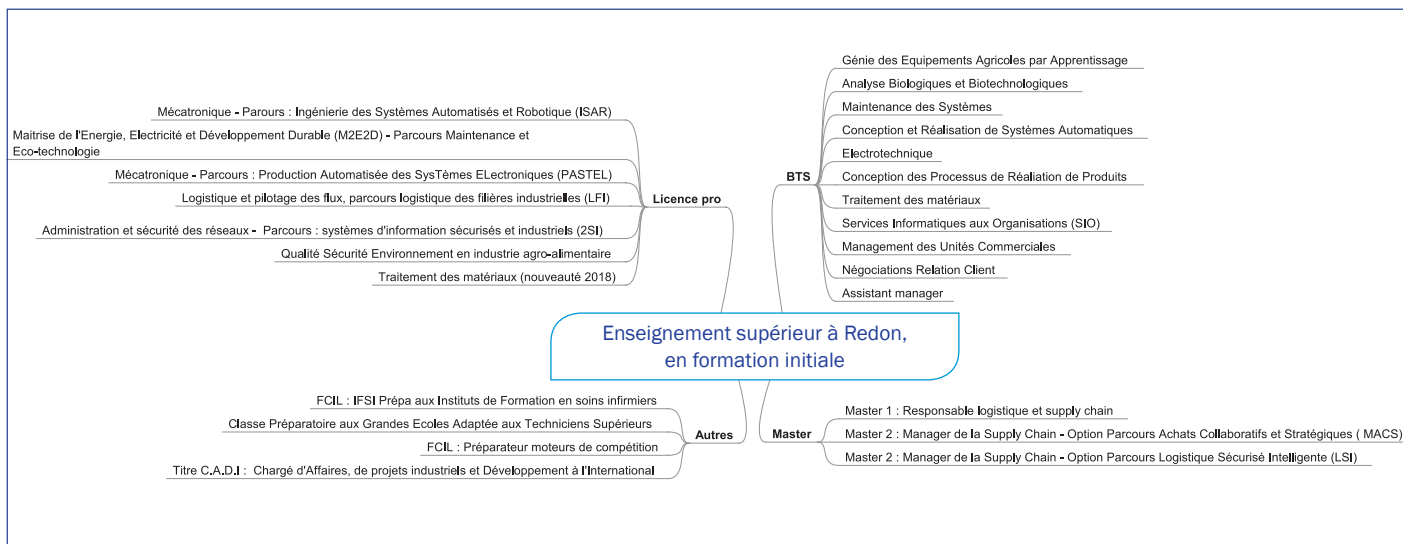 Mécatronique - Parcours : Ingénierie des Systèmes Automatisés et Robotique (ISAR)
Maitrise de l'Energie, Electricité et Développement Durable (M2E2D) - Parcours Maintenance et
Eco-technologie
Mécatronique - Parcours : Production Automatisée des SysTèmes ELectroniques (PASTEL)
Logistique et pilotage des flux, parcours logistique des filières industrielles (LFI)
Administration et sécurité des réseaux - Parcours : systèmes d'information sécurisés et industriels (2SI)
Qualité Sécurité Environnement en industrie agro-alimentaire
Traitement des matériaux (nouveauté 2018)
Licence pro
BTS
Génie des Equipements Agricoles par Apprentissage
Analyse Biologiques et Biotechnologiques
Maintenance des Systèmes
Conception et Réalisation de Systèmes Automatiques
Electrotechnique
Conception des Processus de Réaliation de Produits
Traitement des matériaux
Services Informatiques aux Organisations (SIO)
Management des Unités Commerciales
Négociations Relation Client
Assistant manager
Enseignement supérieur à Redon,
en formation initiale
FCIL : IFSI Prépa aux Instituts de Formation en soins infirmiers
Classe Préparatoire aux Grandes Ecoles Adaptée aux Techniciens Supérieurs
FCIL : Préparateur moteurs de compétition
Titre C.A.D.I : Chargé d'Affaires, de projets industriels et Développement à l'International
Autres
Master
Master 1 : Responsable logistique et supply chain
Master 2 : Manager de la Supply Chain - Option Parcours Achats Collaboratifs et Stratégiques ( MACS)
Master 2 : Manager de la Supply Chain - Option Parcours Logistique Sécurisé Intelligente (LSI)